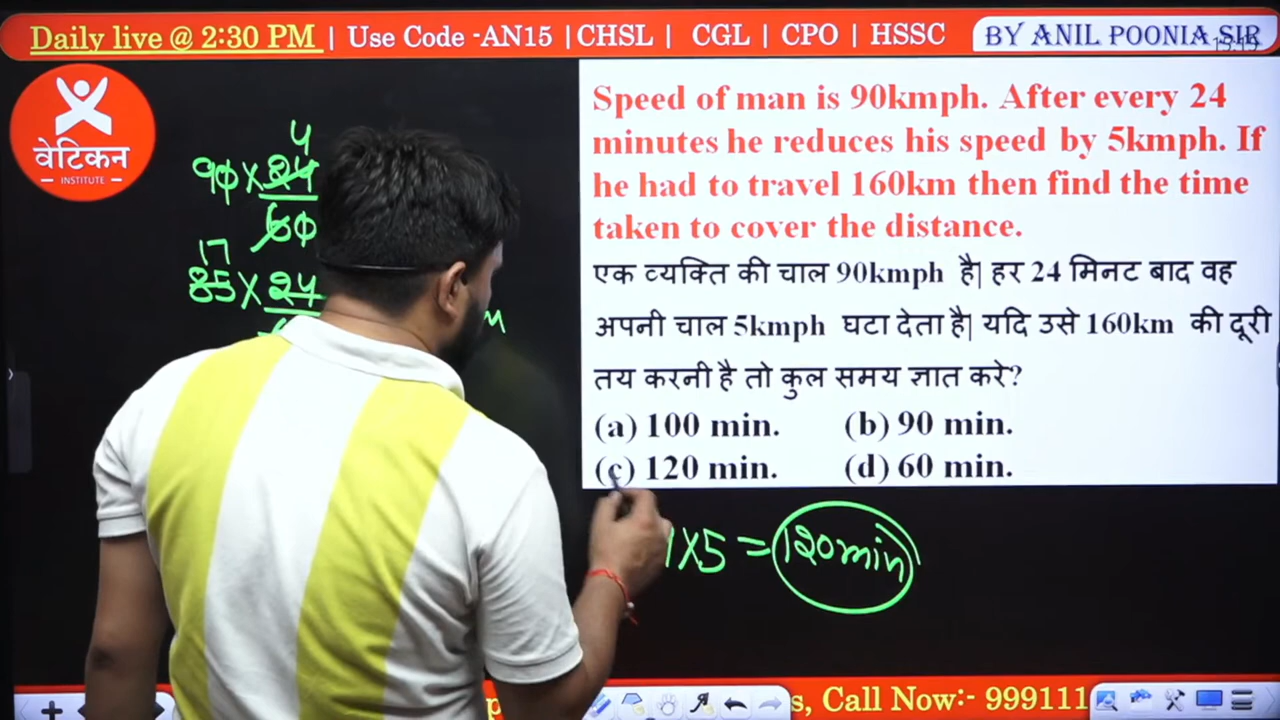 Daily live @ 2:30 PM | Use Code -AN15 |CHSL | CGL | CPO | HSSC
BY ANIL POONIA SIR
वेटिकन
INSTITUTE
4
90 x 24
60
17
85 x 24
m
Speed of man is 90kmph. After every 24
minutes he reduces his speed by 5kmph. If
he had to travel 160km then find the time
taken to cover the distance.
एक व्यक्ति की चाल 90kmph है| हर 24 मिनट बाद वह
अपनी चाल 5kmph घटा देता है| यदि उसे 160km की दूरी
तय करनी है तो कुल समय ज्ञात करे?
(a) 100 min. (b) 90 min.
(c) 120 min. (d) 60 min.
x5 = 120min
s, Call Now:- 999111